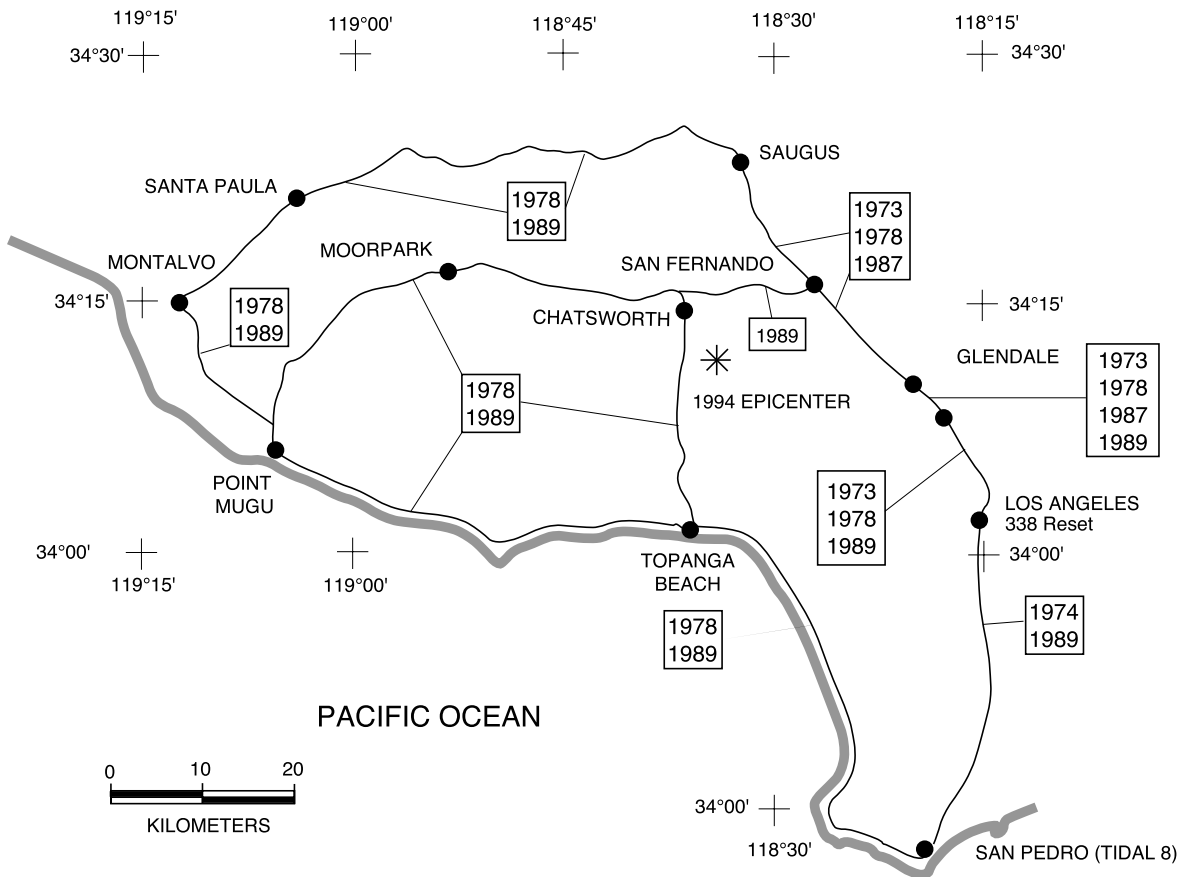 119°15'
119°00'
118°45'
118°30'
118°15'
34°30'
34°30'
SAUGUS
SANTA PAULA
1978
1989
1973
1978
1987
MOORPARK
MONTALVO
SAN FERNANDO
34°15'
34°15'
1978
1989
CHATSWORTH
1989
GLENDALE
1973
1978
1987
1989
1978
1989
1994 EPICENTER
POINT
MUGU
1973
1978
1989
LOS ANGELES
338 Reset
34°00'
34°00'
119°15'
119°00'
TOPANGA
BEACH
1978
1989
1974
1989
PACIFIC OCEAN
0
10
20
KILOMETERS
34°00'
118°30'
SAN PEDRO (TIDAL 8)